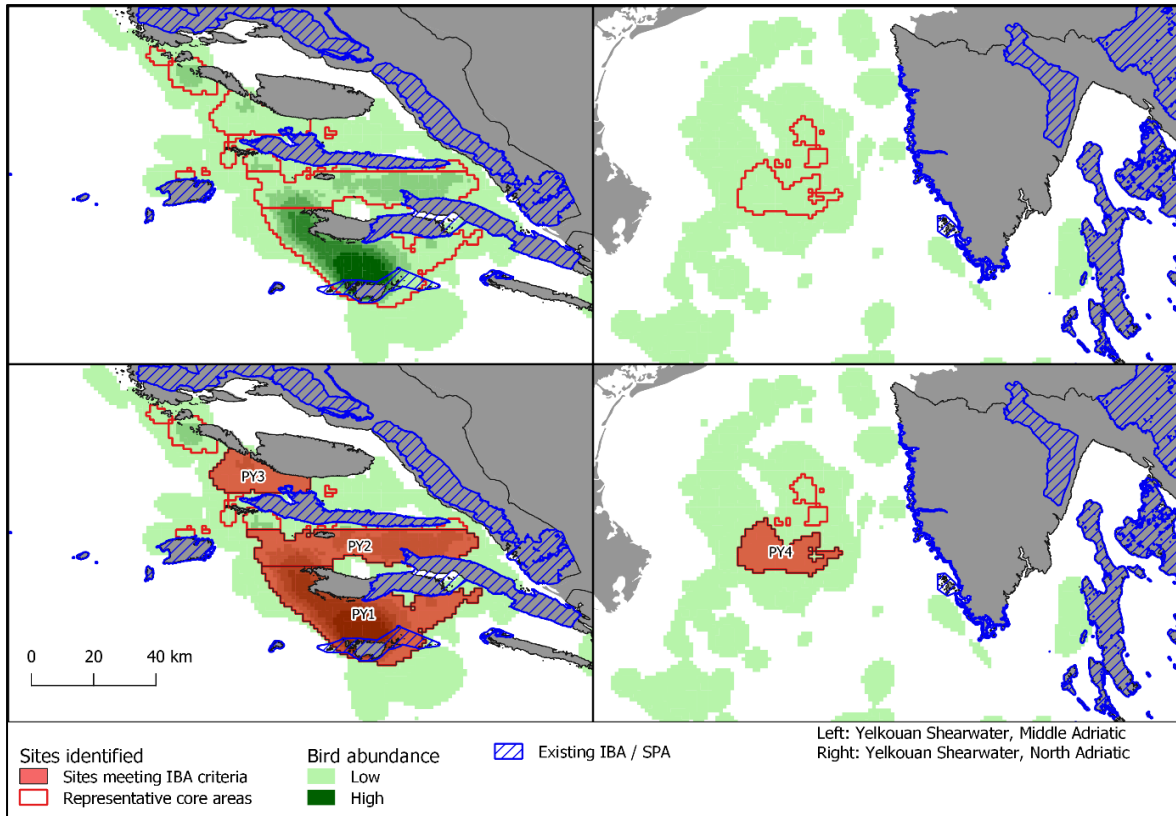 PY3
PY2
PY4
PY1
0 20 40 km
Left: Yelkouan Shearwater, Middle Adriatic
Right: Yelkouan Shearwater, North Adriatic
Sites identified
Sites meeting IBA criteria
Representative core areas
Bird abundance
Low
High
Existing IBA / SPA